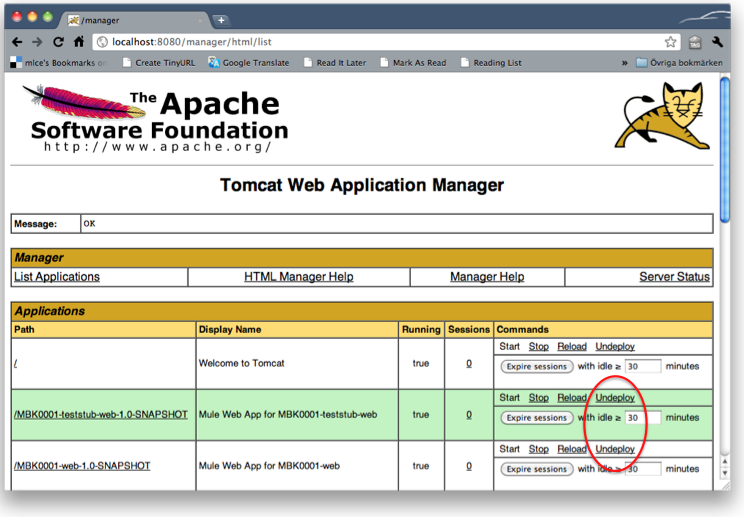 /manager
localhost:8080/manager/html/list
mlce's Bookmarks on Create TinyURL Google Translate Read It Later Mark As Read Reading List » Övriga bokmärken
The Apache
Software Foundation
http://www.apache.org/
Tomcat Web Application Manager
Message: OK
Manager
List Applications HTML Manager Help Manager Help Server Status
Applications
Path Display Name Running Sessions Commands
/ Welcome to Tomcat true 0 Start Stop Reload Undeploy
Expire sessions with idle ≥ 30 minutes
/MBK0001-teststub-web-1.0-SNAPSHOT Mule Web App for MBK0001-teststub-web true 0 Start Stop Reload Undeploy
Expire sessions with idle ≥ 30 minutes
/MBK0001-web-1.0-SNAPSHOT Mule Web App for MBK0001-web true 0 Start Stop Reload Undeploy
Expire sessions with idle ≥ 30 minutes